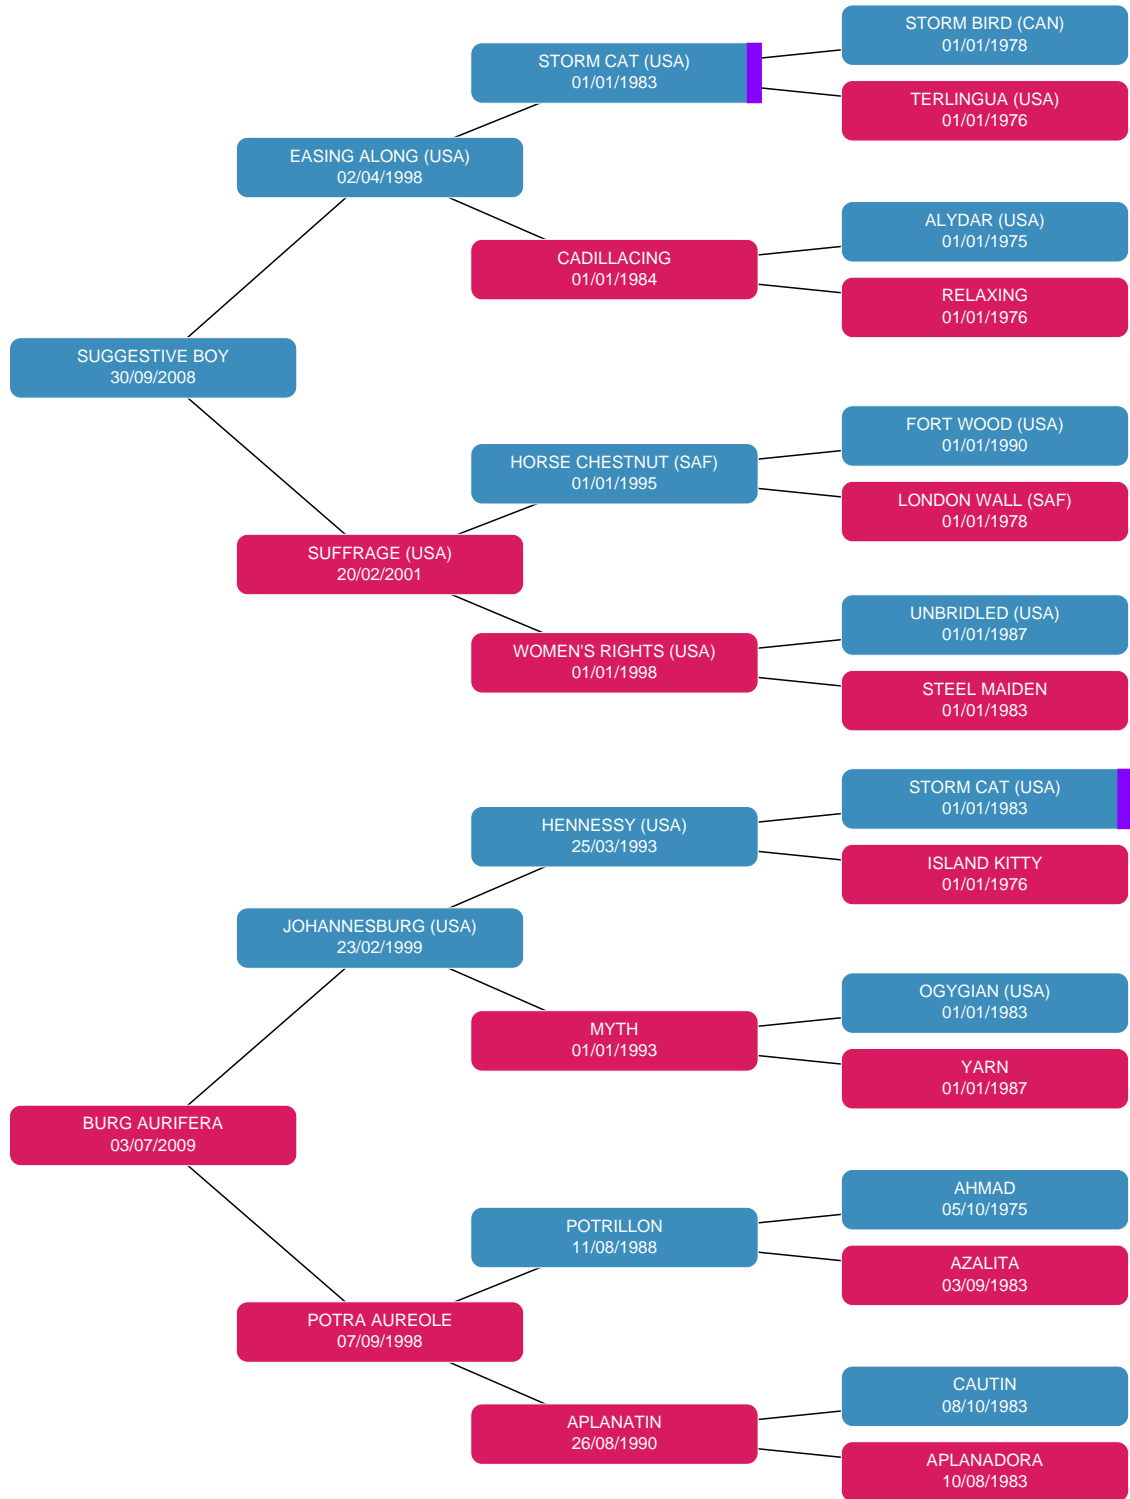 STORM BIRD (CAN)
01/01/1978
STORM CAT (USA)
01/01/1983
TERLINGUA (USA)
01/01/1976
EASING ALONG (USA)
02/04/1998
ALYDAR (USA)
01/01/1975
CADILLACING
01/01/1984
RELAXING
01/01/1976
SUGGESTIVE BOY
30/09/2008
FORT WOOD (USA)
01/01/1990
HORSE CHESTNUT (SAF)
01/01/1995
LONDON WALL (SAF)
01/01/1978
SUFFRAGE (USA)
20/02/2001
UNBRIDLED (USA)
01/01/1987
WOMEN'S RIGHTS (USA)
01/01/1998
STEEL MAIDEN
01/01/1983
STORM CAT (USA)
01/01/1983
HENNESSY (USA)
25/03/1993
ISLAND KITTY
01/01/1976
JOHANNESBURG (USA)
23/02/1999
OGYGIAN (USA)
01/01/1983
MYTH
01/01/1993
YARN
01/01/1987
BURG AURIFERA
03/07/2009
AHMAD
05/10/1975
POTRILLON
11/08/1988
AZALITA
03/09/1983
POTRA AUREOLE
07/09/1998
CAUTIN
08/10/1983
APLANATIN
26/08/1990
APLANADORA
10/08/1983